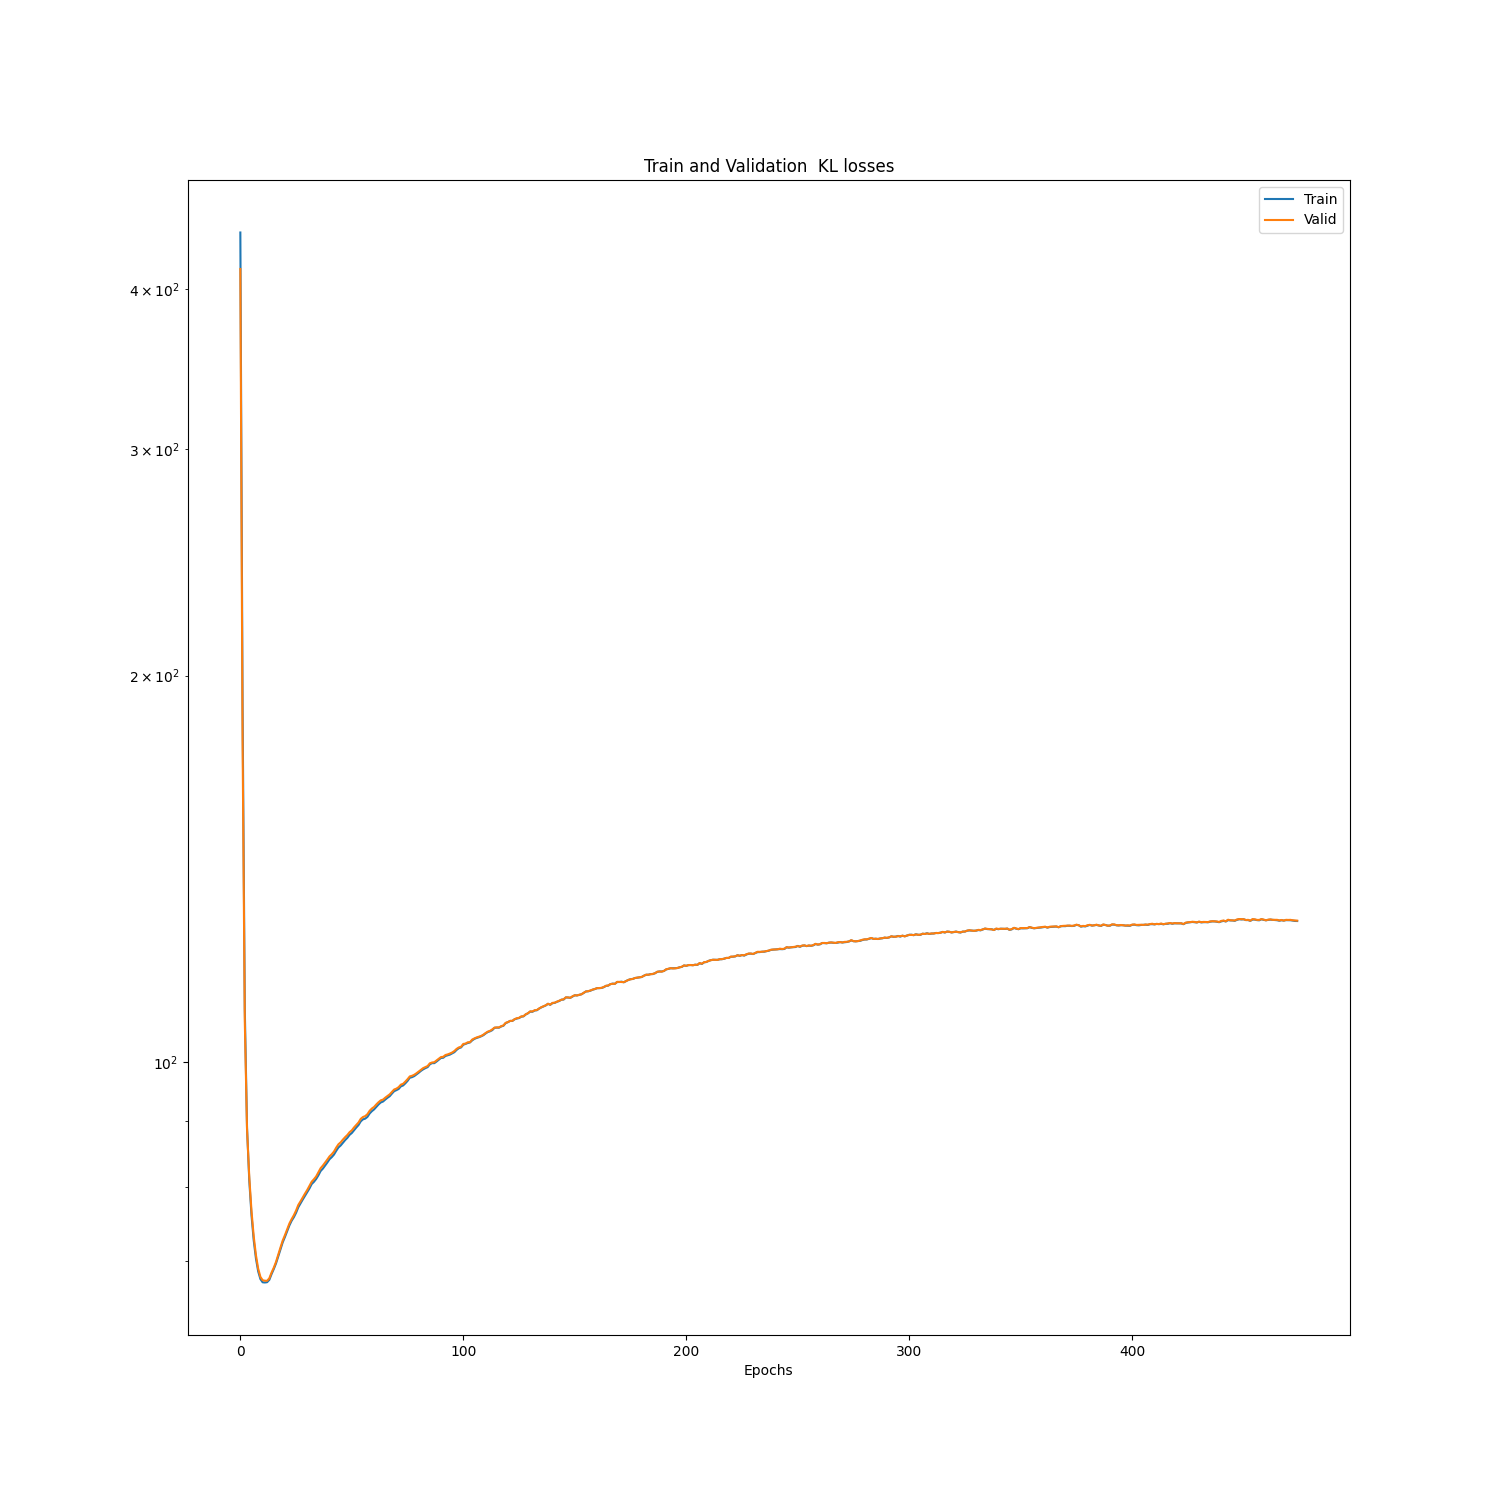 Train and Validation  KL losses
Train
Valid
4 × 10²
3 × 10²
2 × 10²
10²
0 100 200 300 400
Epochs